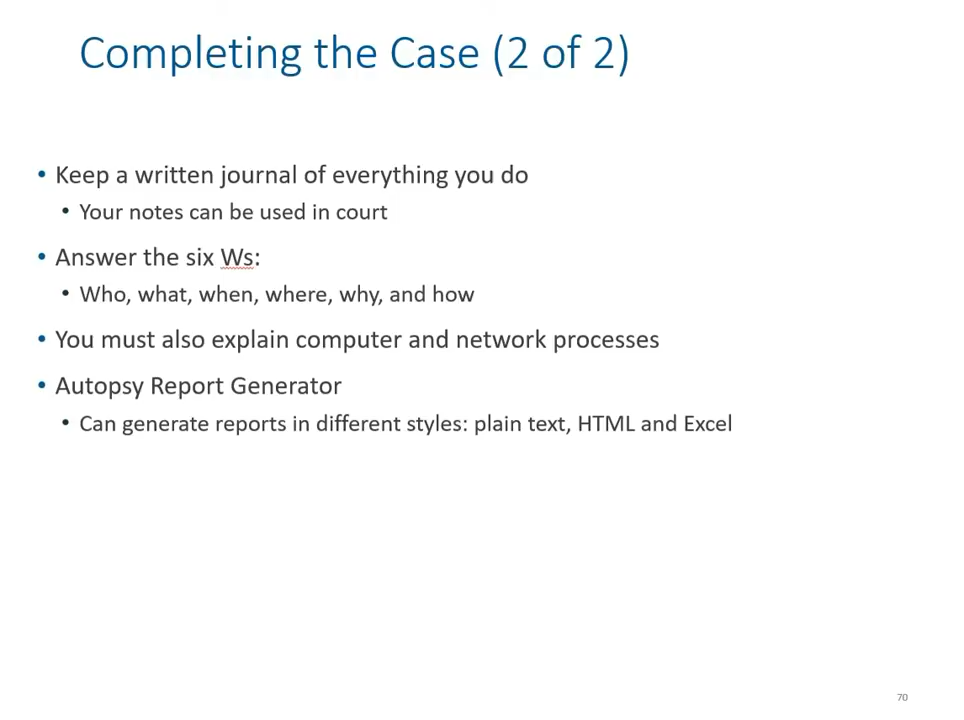 Completing the Case (2 of 2)
• Keep a written journal of everything you do
• Your notes can be used in court
• Answer the six Ws:
• Who, what, when, where, why, and how
• You must also explain computer and network processes
• Autopsy Report Generator
• Can generate reports in different styles: plain text, HTML and Excel
70